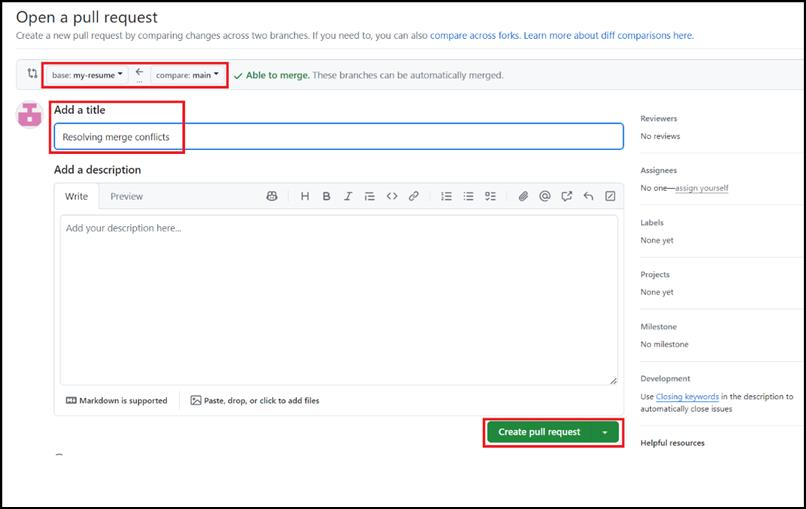 Open a pull request
Create a new pull request by comparing changes across two branches. If you need to, you can also compare across forks. Learn more about diff comparisons here.
base: my-resume ← compare: main ✓ Able to merge. These branches can be automatically merged.
...
Add a title
Resolving merge conflicts
Add a description
Write Preview
H B I
Add your description here...
Markdown is supported
Paste, drop, or click to add files
Create pull request
Reviewers
No reviews
Assignees
No one—assign yourself
Labels
None yet
Projects
None yet
Milestone
No milestone
Development
Use Closing keywords in the description to
automatically close issues
Helpful resources